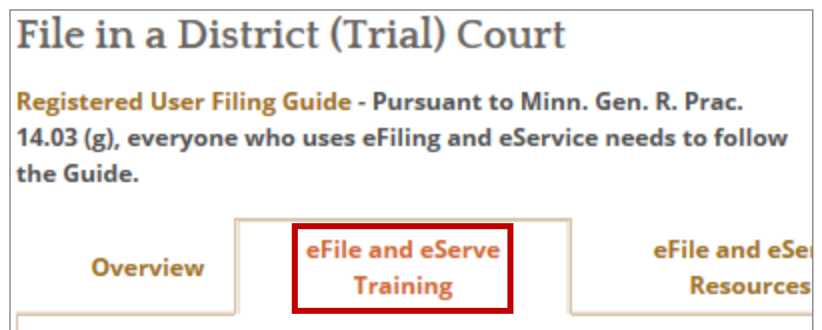 File in a District (Trial) Court
Registered User Filing Guide - Pursuant to Minn. Gen. R. Prac.
14.03 (g), everyone who uses eFiling and eService needs to follow
the Guide.
Overview
eFile and eServe
Training
eFile and
Resources